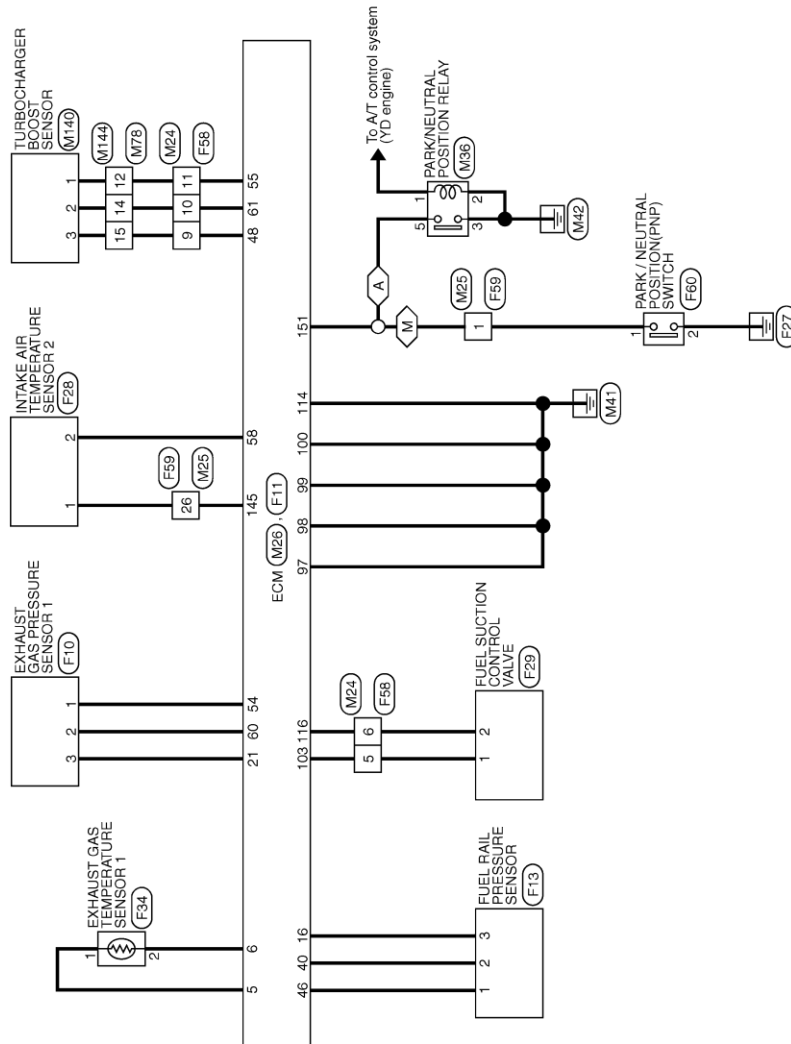 EXHAUST GAS
TEMPERATURE
SENSOR 1
F34
1
2
5
6
EXHAUST
GAS PRESSURE
SENSOR 1
F10
3
2
1
21
60
54
INTAKE AIR
TEMPERATURE
SENSOR 2
F28
1
2
F59
M25
26
145
58
TURBOCHARGER
BOOST
SENSOR
M140
3
2
1
M144
15
14
12
M78
M24
9
10
11
F58
48
61
55
ECM M26 , F11
46
40
16
1
2
3
FUEL RAIL
PRESSURE
SENSOR
F13
103
116
M24
5
6
F58
1
2
FUEL SUCTION
CONTROL
VALVE
F29
97
98
99
100
114
M41
151
A
M
M25
1
F59
PARK / NEUTRAL
POSITION(PNP)
SWITCH
F60
1
2
F27
To A/T control system
(YD engine)
PARK/NEUTRAL
POSITION RELAY
M36
5
1
3
2
M42